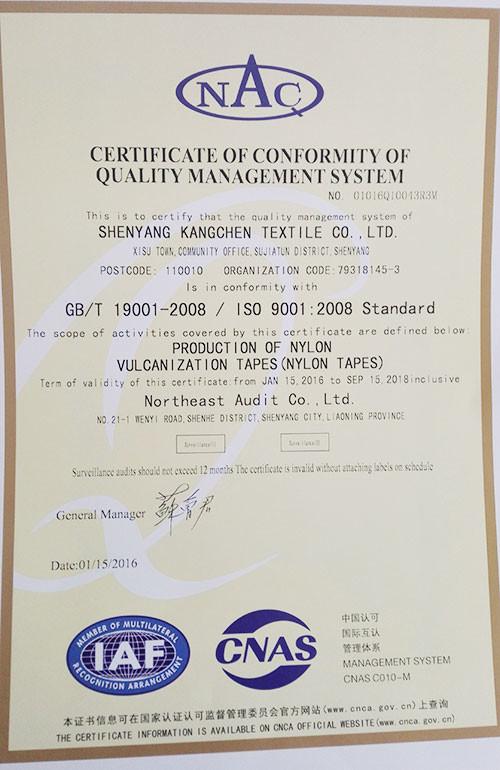 NAC
CERTIFICATE OF CONFORMITY OF
QUALITY MANAGEMENT SYSTEM
NO. 01016Q10043R3M
This is to certify that the quality management system of
SHENYANG KANGCHEN TEXTILE CO.,LTD.
XISU TOWN, COMMUNITY OFFICE, SUJIATUN DISTRICT, SHENYANG
POSTCODE: 110010 ORGANIZATION CODE: 79318145-3
Is in conformity with
GB/T 19001-2008 / ISO 9001:2008 Standard
The scope of activities covered by this certificate are defined below:
PRODUCTION OF NYLON
VULCANIZATION TAPES(NYLON TAPES)
Term of validity of this certificate:from JAN 15,2016 to SEP 15,2018inclusive
Northeast Audit Co.,Ltd.
NO.21-1 WENYI ROAD, SHENHE DISTRICT, SHENYANG CITY, LIAONING PROVINCE
Surveillance audits should not exceed 12 months The certificate is invalid without attaching labels on schedule
General Manager
Date:01/15/2016
MEMBER OF MULTILATERAL
IAF
RECOGNITION ARRANGEMENT
CNAS
中国认可
国际互认
管理体系
MANAGEMENT SYSTEM
CNAS C010-M
本证书信息可在国家认证认可监督管理委员会官方网站(www.cnca.gov.cn)上查询
THE CERTIFICATE INFORMATION IS AVAILABLE ON CNCA OFFICIAL WEBSITE(www.cnca.gov.cn)